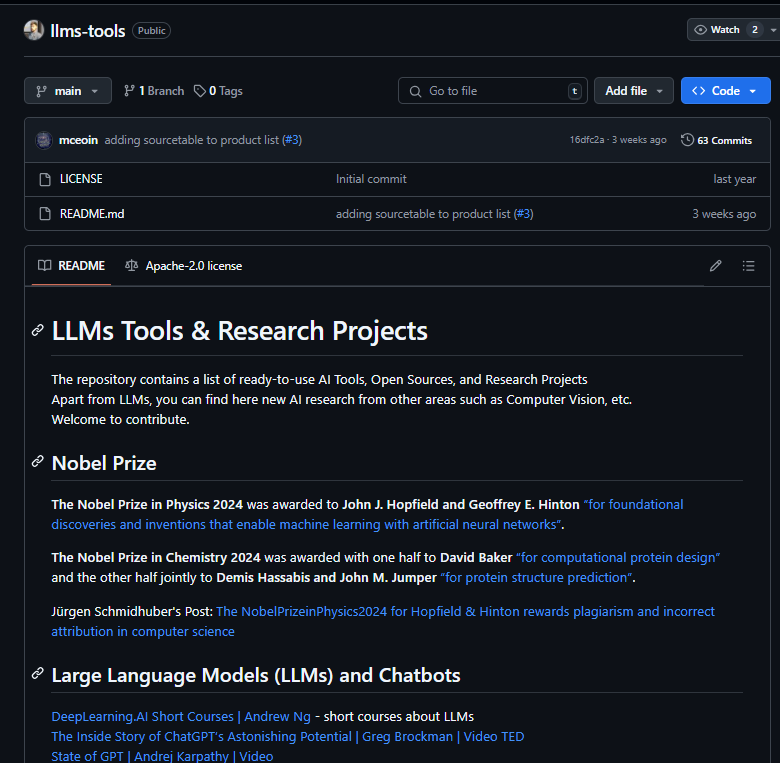 llms-tools Public Watch 2
main 1 Branch 0 Tags Go to file t Add file Code
mceoin adding sourcetable to product list (#3) 16dfc2a · 3 weeks ago 63 Commits
LICENSE Initial commit last year
README.md adding sourcetable to product list (#3) 3 weeks ago
README Apache-2.0 license
LLMs Tools & Research Projects
The repository contains a list of ready-to-use AI Tools, Open Sources, and Research Projects
Apart from LLMs, you can find here new AI research from other areas such as Computer Vision, etc.
Welcome to contribute.
Nobel Prize
The Nobel Prize in Physics 2024 was awarded to John J. Hopfield and Geoffrey E. Hinton “for foundational
discoveries and inventions that enable machine learning with artificial neural networks”.
The Nobel Prize in Chemistry 2024 was awarded with one half to David Baker “for computational protein design”
and the other half jointly to Demis Hassabis and John M. Jumper “for protein structure prediction”.
Jürgen Schmidhuber's Post: The NobelPrizeinPhysics2024 for Hopfield & Hinton rewards plagiarism and incorrect
attribution in computer science
Large Language Models (LLMs) and Chatbots
DeepLearning.AI Short Courses | Andrew Ng - short courses about LLMs
The Inside Story of ChatGPT's Astonishing Potential | Greg Brockman | Video TED
State of GPT | Andrej Karpathy | Video